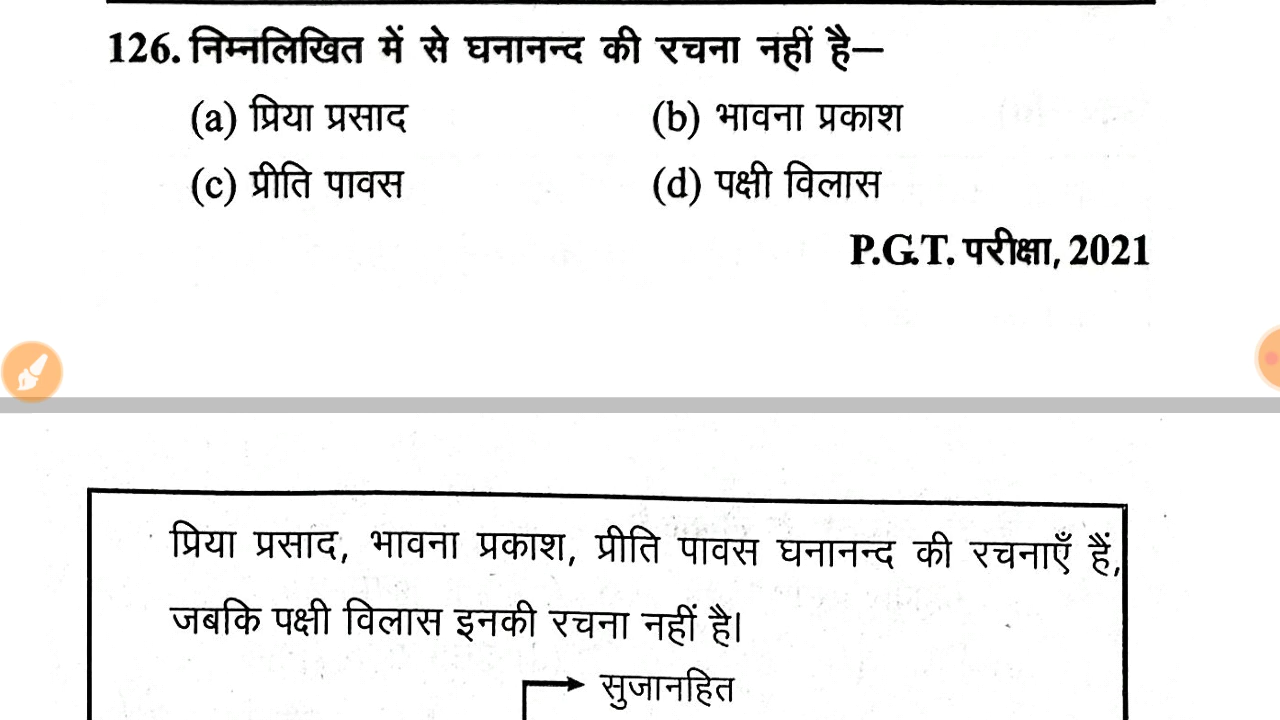 126. निम्नलिखित में से घनानन्द की रचना नहीं है—
(a) प्रिया प्रसाद (b) भावना प्रकाश
(c) प्रीति पावस (d) पक्षी विलास
P.G.T. परीक्षा, 2021
प्रिया प्रसाद, भावना प्रकाश, प्रीति पावस घनानन्द की रचनाएँ हैं,
जबकि पक्षी विलास इनकी रचना नहीं है।
सुजानहित